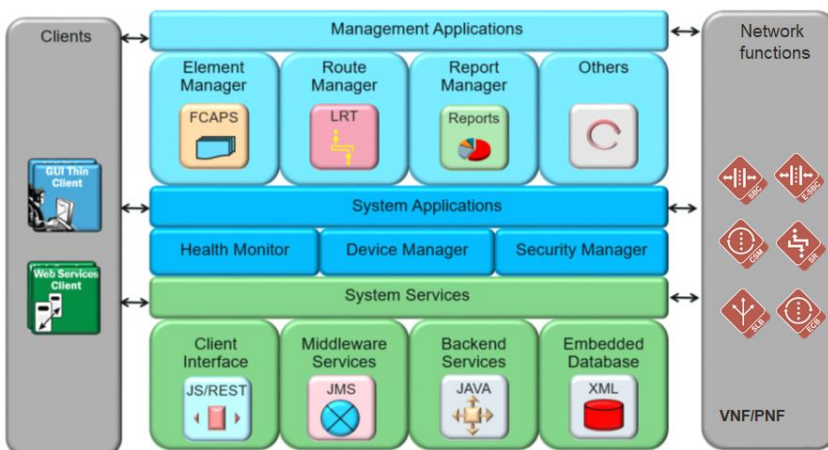 Clients
GUI Thin
Client
Web Services
Client
Management Applications
Element
Manager
FCAPS
Route
Manager
LRT
Report
Manager
Reports
Others
System Applications
Health Monitor
Device Manager
Security Manager
System Services
Client
Interface
JS/REST
Middleware
Services
JMS
Backend
Services
JAVA
Embedded
Database
XML
Network
functions
SBC
E-SBC
CSM
SR
SLB
ECB
VNF/PNF